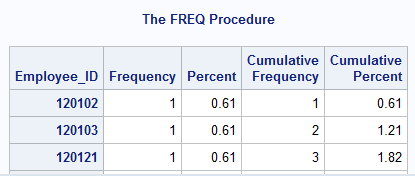 The FREQ Procedure
Cumulative Cumulative
Employee_ID Frequency Percent Frequency Percent
120102 1 0.61 1 0.61
120103 1 0.61 2 1.21
120121 1 0.61 3 1.82